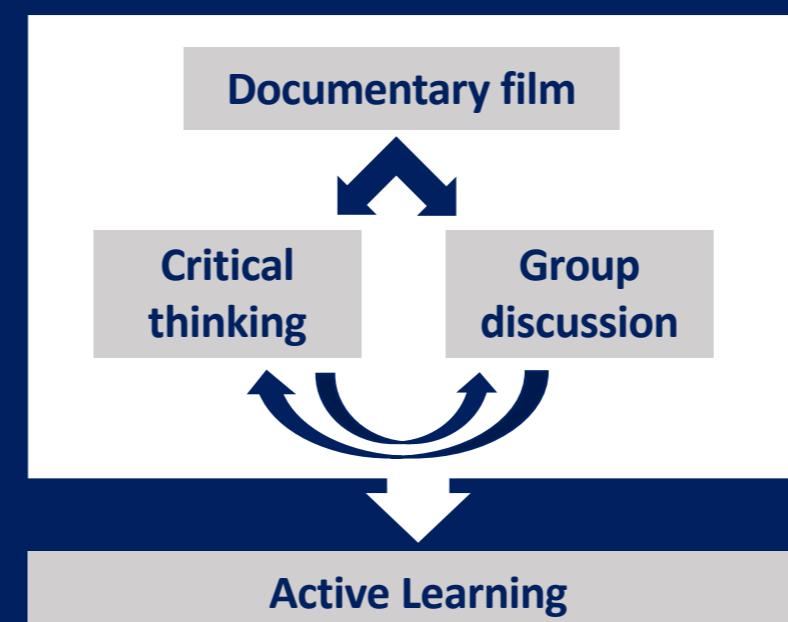 Documentary film
Critical
thinking
Group
discussion
Active Learning